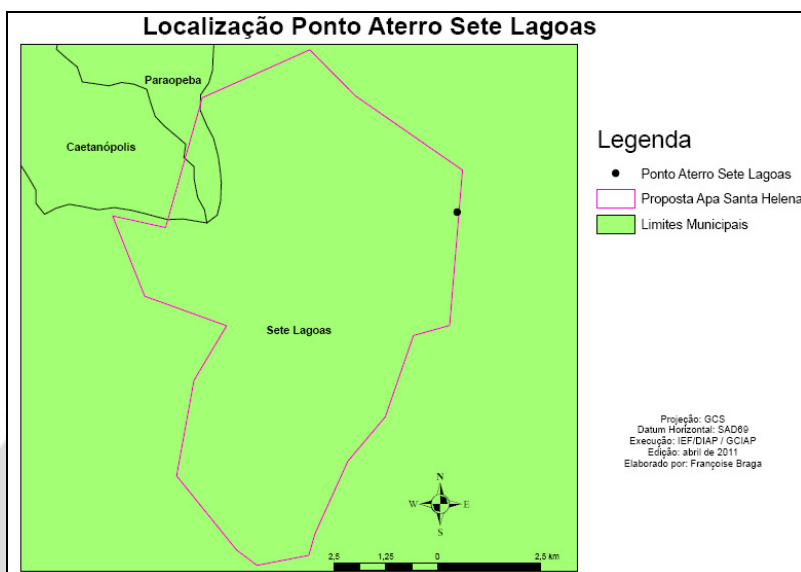 Localização Ponto Aterro Sete Lagoas
Paraopeba
Caetanópolis
Sete Lagoas
Legenda
Ponto Aterro Sete Lagoas
Proposta Apa Santa Helena
Limites Municipais
Projeção: GCS
Datum Horizontal: SAD69
Execução: IEF/DIAP / GCIAP
Edição: abril de 2011
Elaborado por: Françoise Braga
N
W E
S
2,5 1,25 0 2,5 km